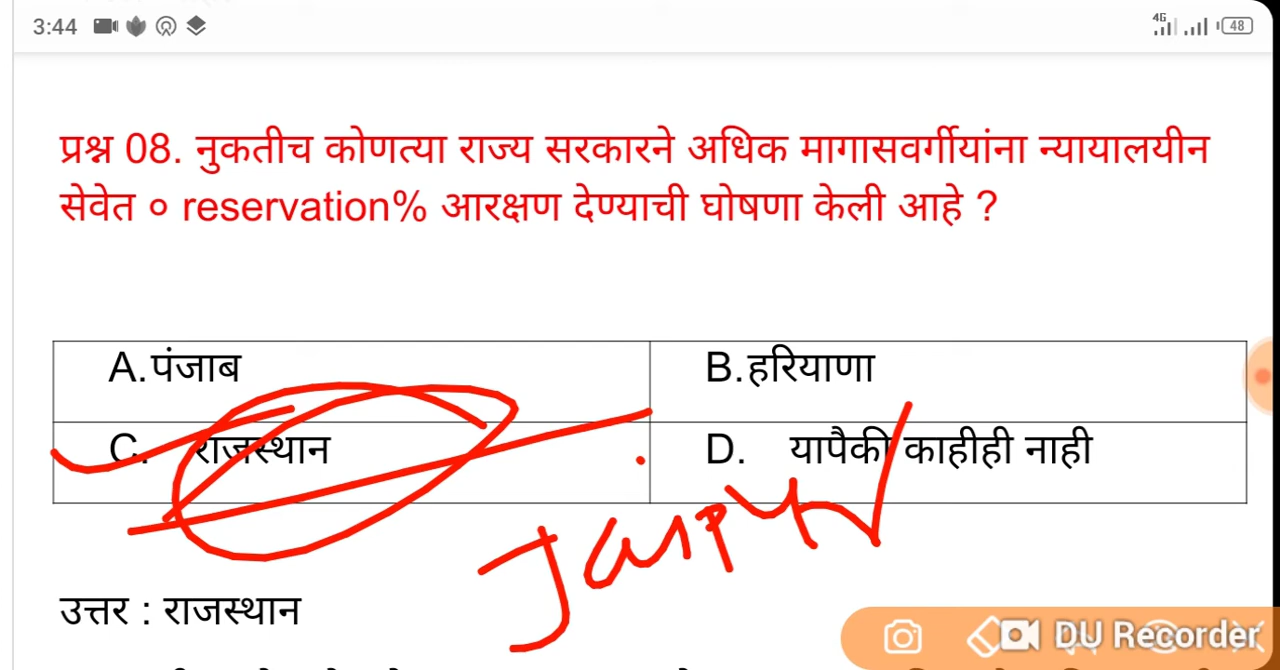 3:44 4G 48
प्रश्न 08. नुकतीच कोणत्या राज्य सरकारने अधिक मागासवर्गीयांना न्यायालयीन
सेवेत ० reservation% आरक्षण देण्याची घोषणा केली आहे ?
A. पंजाब B. हरियाणा
C. राजस्थान D. यापैकी काहीही नाही
Jaipur
उत्तर : राजस्थान
DU Recorder